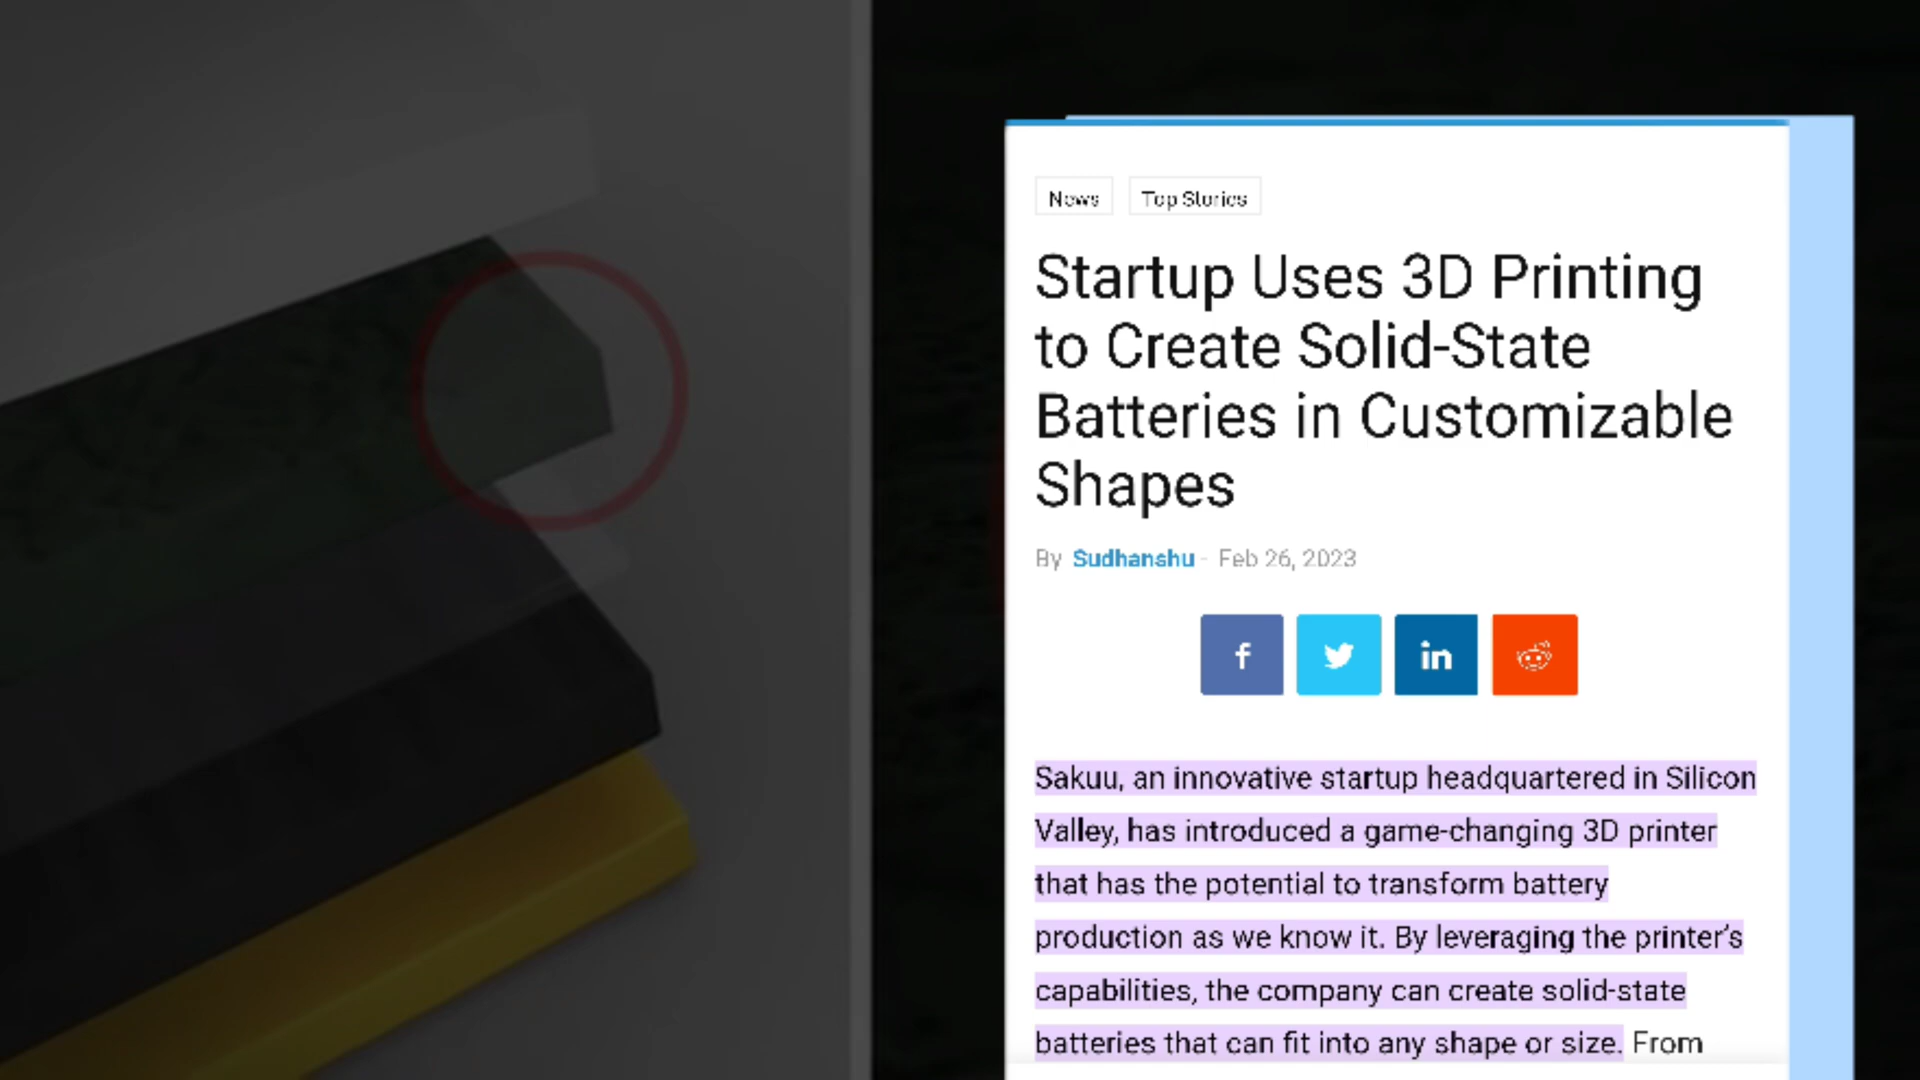 News Top Stories
Startup Uses 3D Printing
to Create Solid-State
Batteries in Customizable
Shapes
By Sudhanshu - Feb 26, 2023
f in
Sakuu, an innovative startup headquartered in Silicon
Valley, has introduced a game-changing 3D printer
that has the potential to transform battery
production as we know it. By leveraging the printer's
capabilities, the company can create solid-state
batteries that can fit into any shape or size. From